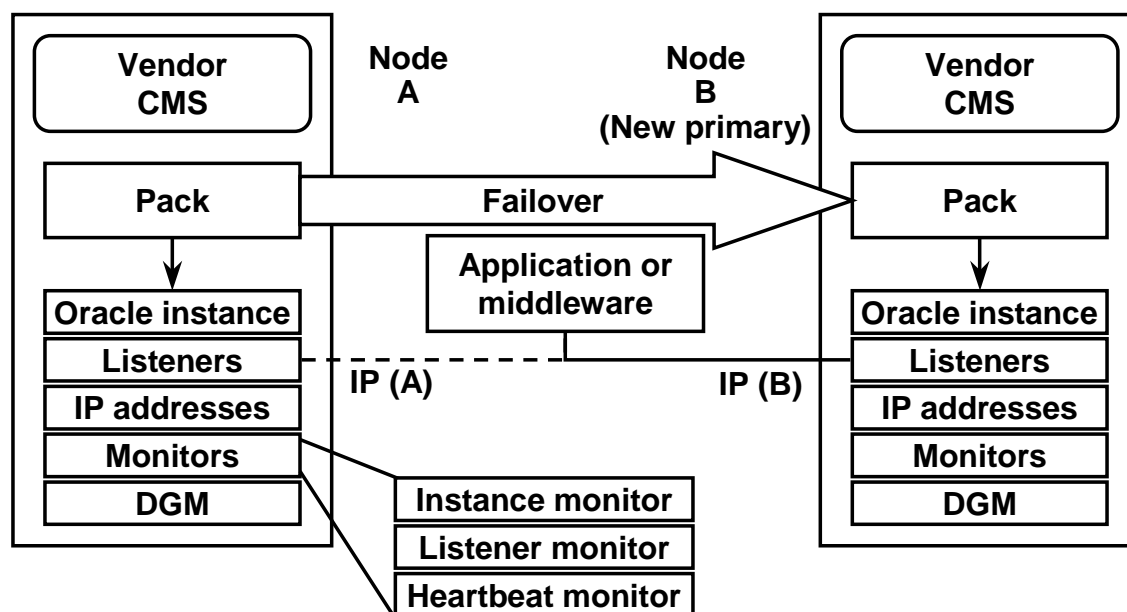 Vendor
CMS
Node
A
Node
B
(New primary)
Vendor
CMS
Pack
Failover
Pack
Application or
middleware
Oracle instance
Listeners
IP addresses
Monitors
DGM
IP (A)
IP (B)
Oracle instance
Listeners
IP addresses
Monitors
DGM
Instance monitor
Listener monitor
Heartbeat monitor